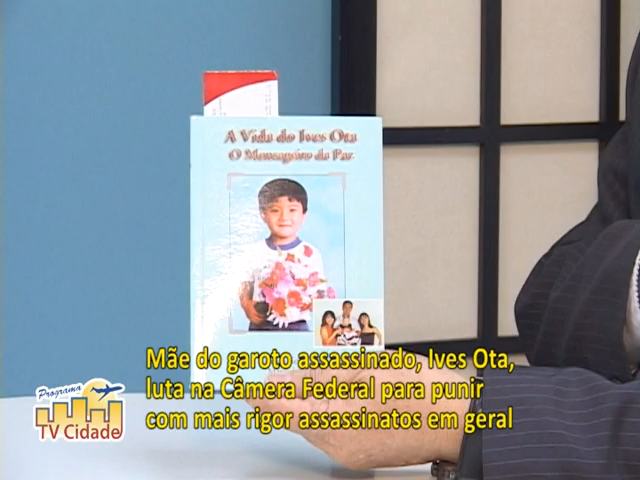 A Vida do Ives Ota
O Mensageiro da Paz
Mãe do garoto assassinado, Ives Ota,
luta na Câmera Federal para punir
com mais rigor assassinatos em geral
Programa
TV Cidade